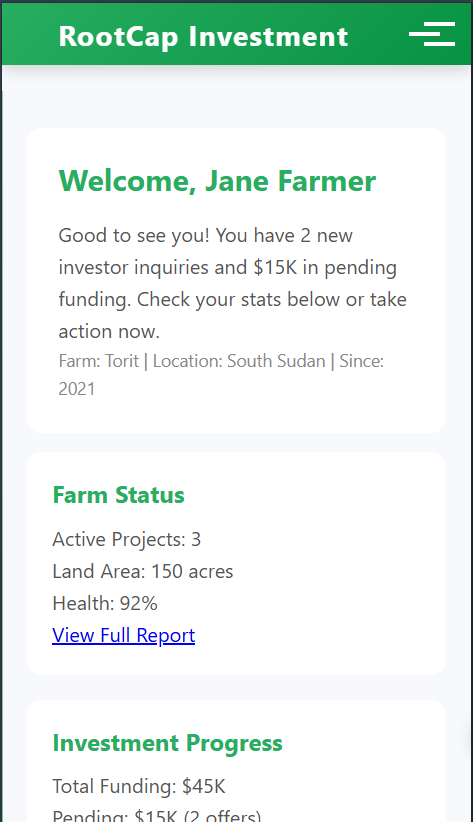 RootCap Investment
Welcome, Jane Farmer
Good to see you! You have 2 new
investor inquiries and $15K in pending
funding. Check your stats below or take
action now.
Farm: Torit | Location: South Sudan | Since:
2021
Farm Status
Active Projects: 3
Land Area: 150 acres
Health: 92%
View Full Report
Investment Progress
Total Funding: $45K
Pending: $15K (2 offers)